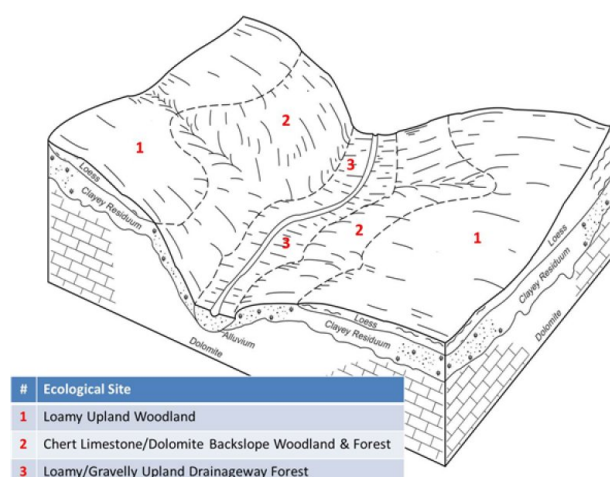 1
2
3
3
2
1
Loess
Clayey Residuum
Loess
Clayey Residuum
Dolomite
Alluvium
Dolomite
Loess
Clayey Residuum
# Ecological Site
1 Loamy Upland Woodland
2 Chert Limestone/Dolomite Backslope Woodland & Forest
3 Loamy/Gravelly Upland Drainageway Forest